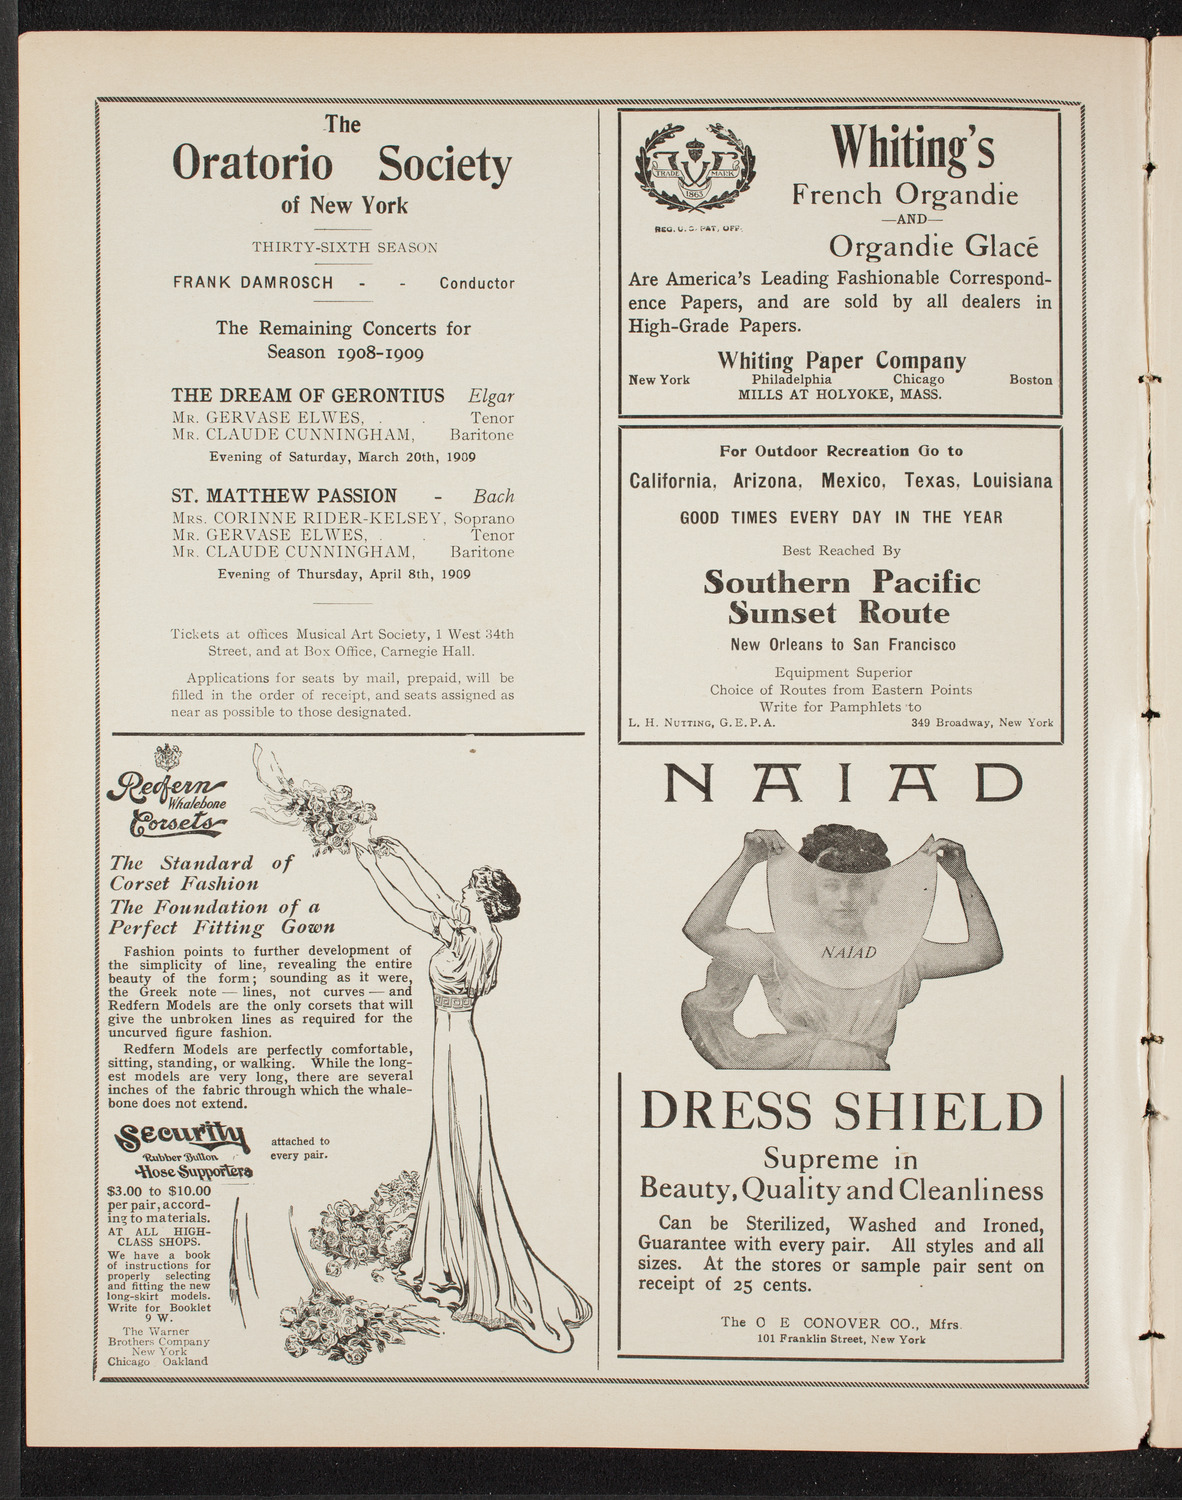 The
Oratorio Society
of New York
THIRTY-SIXTH SEASON
FRANK DAMROSCH - - Conductor
The Remaining Concerts for
Season 1908-1909
THE DREAM OF GERONTIUS Elgar
MR. GERVASE ELWES, . . Tenor
MR. CLAUDE CUNNINGHAM, Baritone
Evening of Saturday, March 20th, 1909
ST. MATTHEW PASSION - Bach
MRS. CORINNE RIDER-KELSEY, Soprano
MR. GERVASE ELWES, . . Tenor
MR. CLAUDE CUNNINGHAM, Baritone
Evening of Thursday, April 8th, 1909
Tickets at offices Musical Art Society, 1 West 34th
Street, and at Box Office, Carnegie Hall.
Applications for seats by mail, prepaid, will be
filled in the order of receipt, and seats assigned as
near as possible to those designated.
Redfern
Whalebone
Corsets
The Standard of
Corset Fashion
The Foundation of a
Perfect Fitting Gown
Fashion points to further development of
the simplicity of line, revealing the entire
beauty of the form; sounding as it were,
the Greek note — lines, not curves — and
Redfern Models are the only corsets that will
give the unbroken lines as required for the
uncurved figure fashion.
Redfern Models are perfectly comfortable,
sitting, standing, or walking. While the long-
est models are very long, there are several
inches of the fabric through which the whale-
bone does not extend.
Security
Rubber Button
Hose Supporters
attached to
every pair.
$3.00 to $10.00
per pair, accord-
ing to materials.
AT ALL HIGH-
CLASS SHOPS.
We have a book
of instructions for
properly selecting
and fitting the new
long-skirt models.
Write for Booklet
9 W.
The Warner
Brothers Company
New York
Chicago Oakland
TRADE MARK
1865
REG. U. S. PAT. OFF.
Whiting's
French Organdie
—AND—
Organdie Glacé
Are America's Leading Fashionable Correspond-
ence Papers, and are sold by all dealers in
High-Grade Papers.
Whiting Paper Company
New York Philadelphia Chicago Boston
MILLS AT HOLYOKE, MASS.
For Outdoor Recreation Go to
California, Arizona, Mexico, Texas, Louisiana
GOOD TIMES EVERY DAY IN THE YEAR
Best Reached By
Southern Pacific
Sunset Route
New Orleans to San Francisco
Equipment Superior
Choice of Routes from Eastern Points
Write for Pamphlets to
L. H. NUTTING, G. E. P. A. 349 Broadway, New York
NAIAD
NAIAD
DRESS SHIELD
Supreme in
Beauty, Quality and Cleanliness
Can be Sterilized, Washed and Ironed,
Guarantee with every pair. All styles and all
sizes. At the stores or sample pair sent on
receipt of 25 cents.
The O E CONOVER CO., Mfrs.
101 Franklin Street, New York